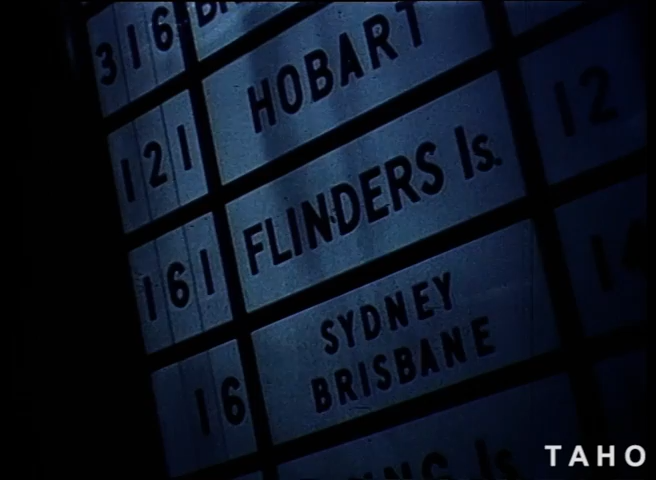 316
HOBART
121
FLINDERS Is.
12
161
SYDNEY
BRISBANE
16
TAHO